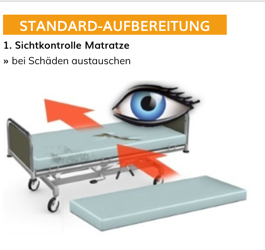 STANDARD-AUFBEREITUNG
1. Sichtkontrolle Matratze
» bei Schäden austauschen